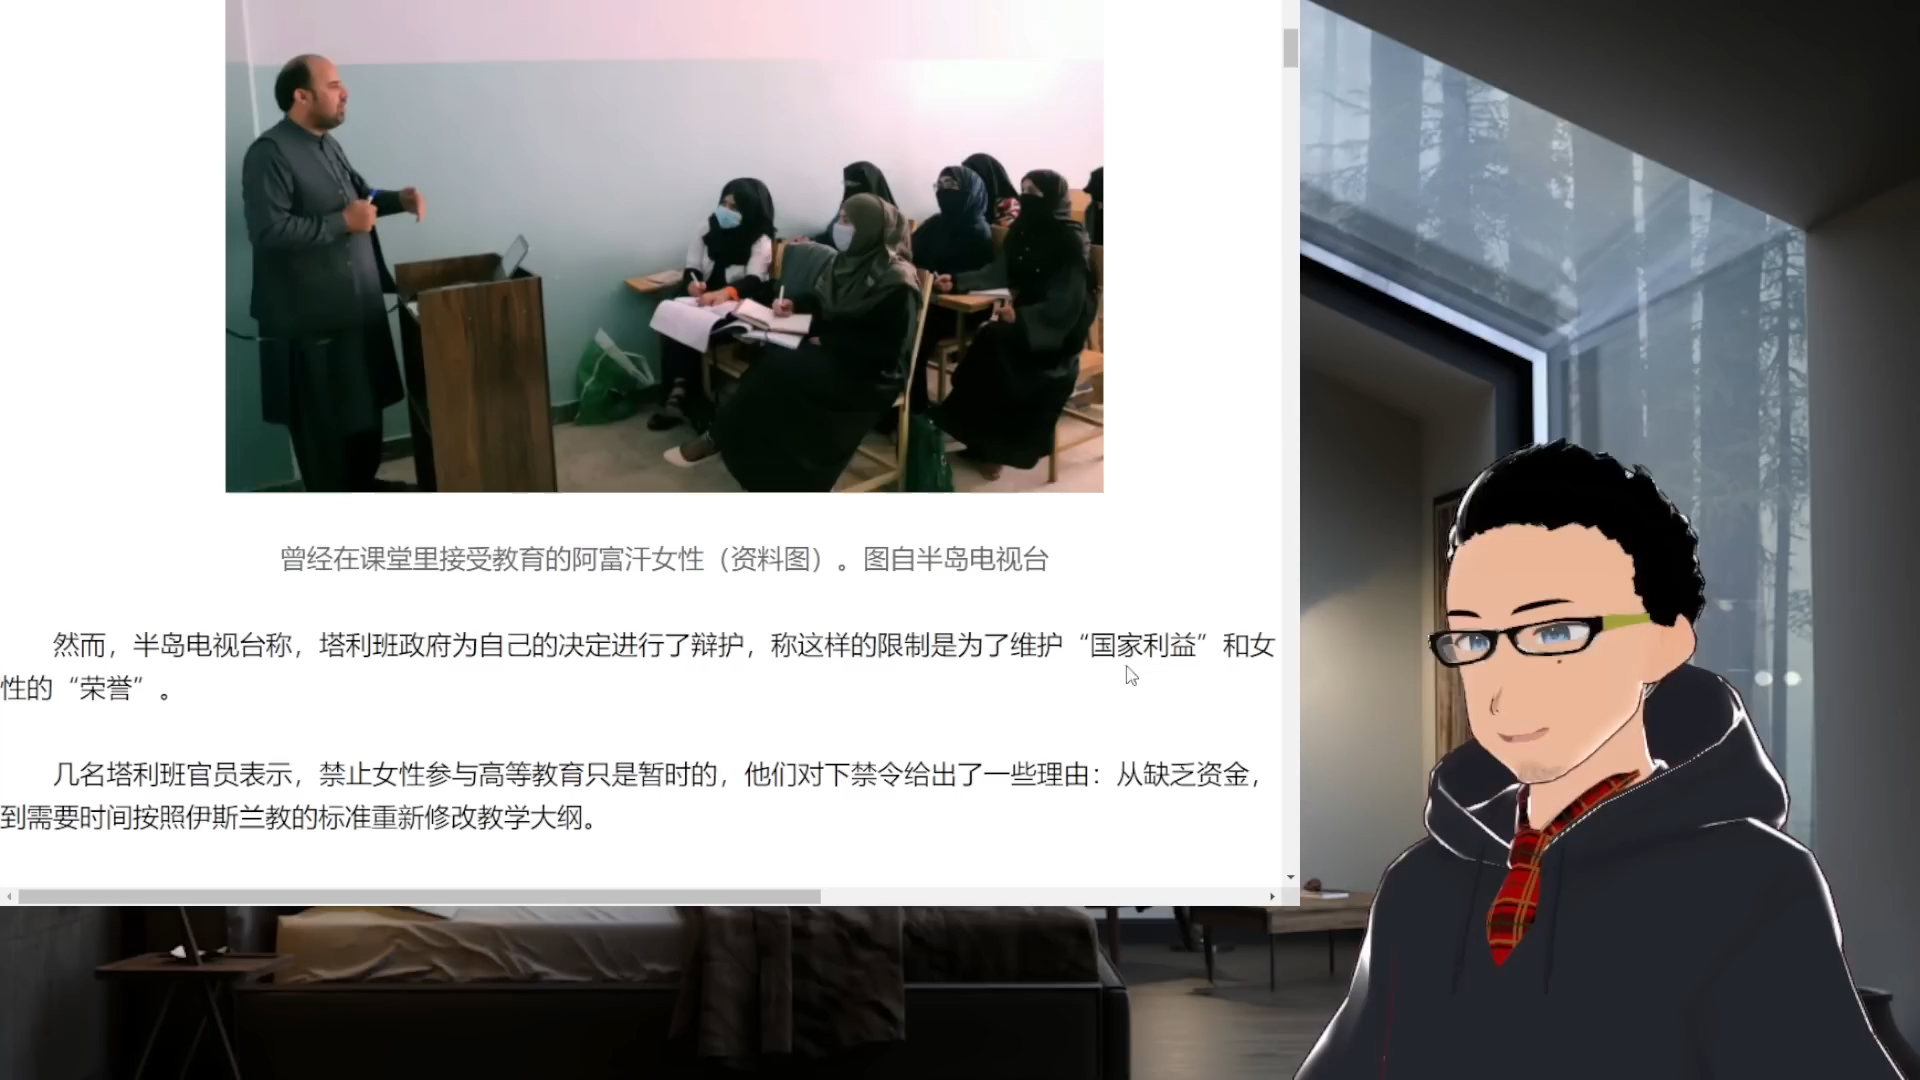 曾经在课堂里接受教育的阿富汗女性（资料图）。图自半岛电视台
然而，半岛电视台称，塔利班政府为自己的决定进行了辩护，称这样的限制是为了维护“国家利益”和女
性的“荣誉”。
几名塔利班官员表示，禁止女性参与高等教育只是暂时的，他们对下禁令给出了一些理由：从缺乏资金，
到需要时间按照伊斯兰教的标准重新修改教学大纲。